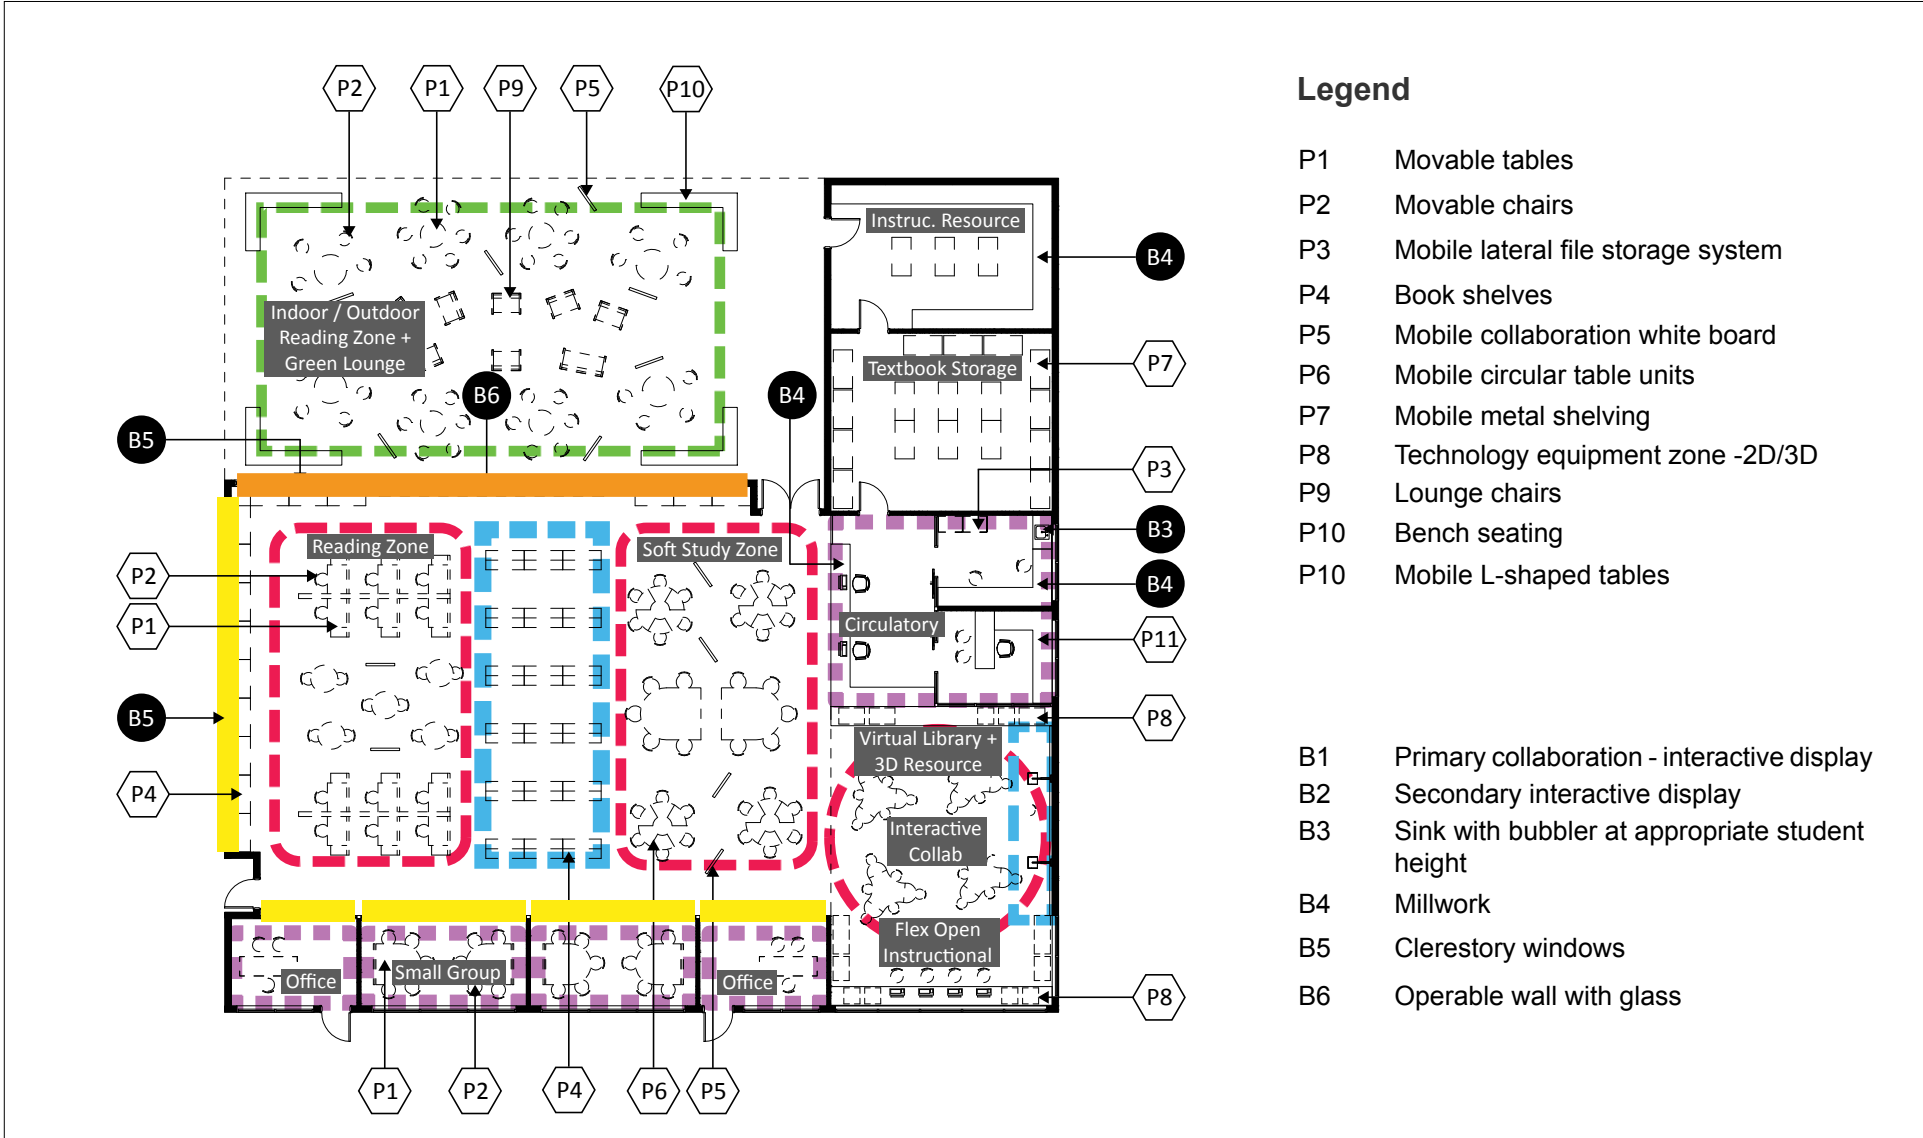 P2
P1
P9
P5
P10
Instruc. Resource
B4
Indoor / Outdoor
Reading Zone +
Green Lounge
Textbook Storage
P7
B6
B4
B5
P3
B3
Reading Zone
Soft Study Zone
P2
B4
P1
Circulatory
P11
B5
P8
Virtual Library +
3D Resource
P4
Interactive
Collab
Flex Open
Instructional
Office
Small Group
Office
P8
P1
P2
P4
P6
P5
Legend
P1 Movable tables
P2 Movable chairs
P3 Mobile lateral file storage system
P4 Book shelves
P5 Mobile collaboration white board
P6 Mobile circular table units
P7 Mobile metal shelving
P8 Technology equipment zone -2D/3D
P9 Lounge chairs
P10 Bench seating
P10 Mobile L-shaped tables
B1 Primary collaboration - interactive display
B2 Secondary interactive display
B3 Sink with bubbler at appropriate student
height
B4 Millwork
B5 Clerestory windows
B6 Operable wall with glass